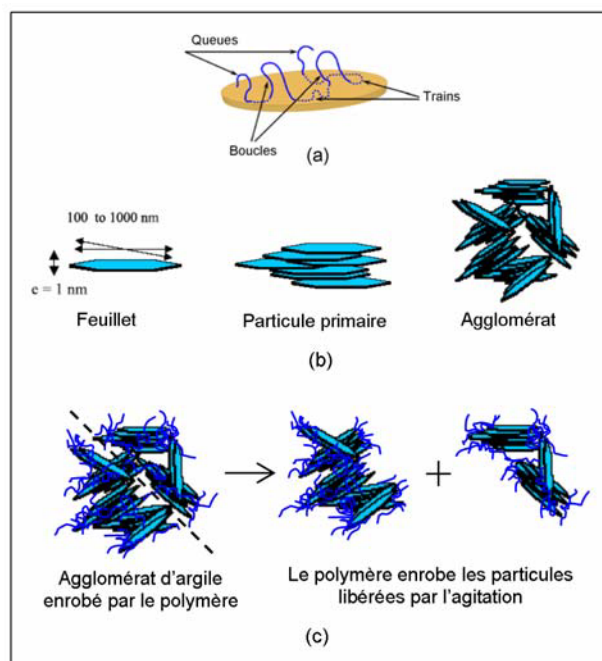 Queues
Trains
Boucles
(a)
100 to 1000 nm
e = 1 nm
Feuillet
Particule primaire
Agglomérat
(b)
Agglomérat d'argile
enrobé par le polymère
Le polymère enrobe les particules
libérées par l'agitation
(c)